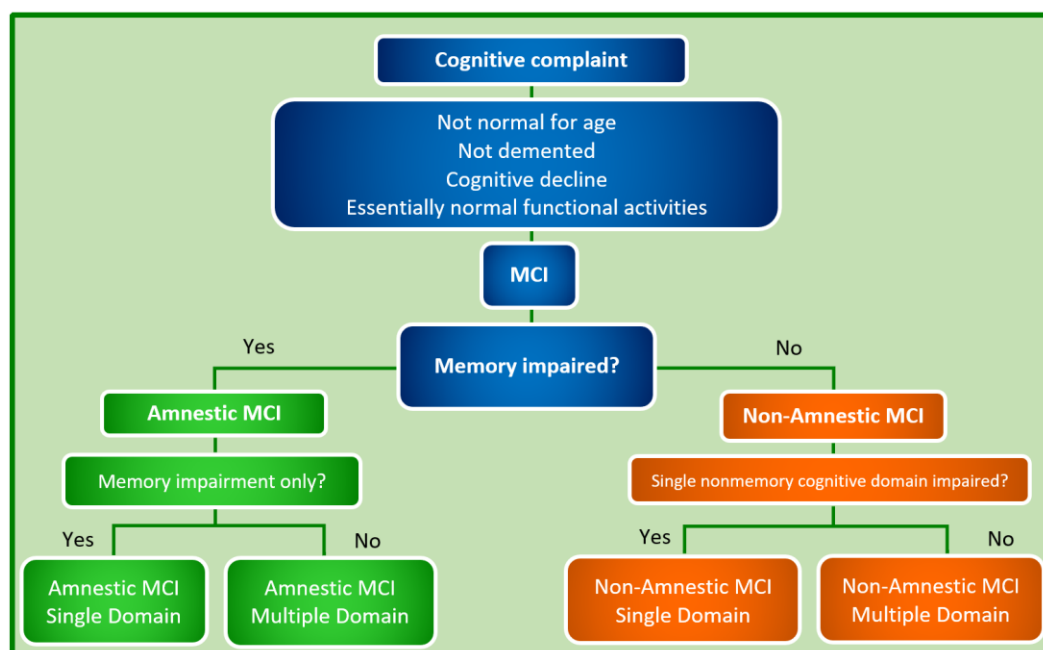 Cognitive complaint
Not normal for age
Not demented
Cognitive decline
Essentially normal functional activities
MCI
Yes
Memory impaired?
No
Amnestic MCI
Non-Amnestic MCI
Memory impairment only?
Single nonmemory cognitive domain impaired?
Yes
No
Yes
No
Amnestic MCI
Single Domain
Amnestic MCI
Multiple Domain
Non-Amnestic MCI
Single Domain
Non-Amnestic MCI
Multiple Domain